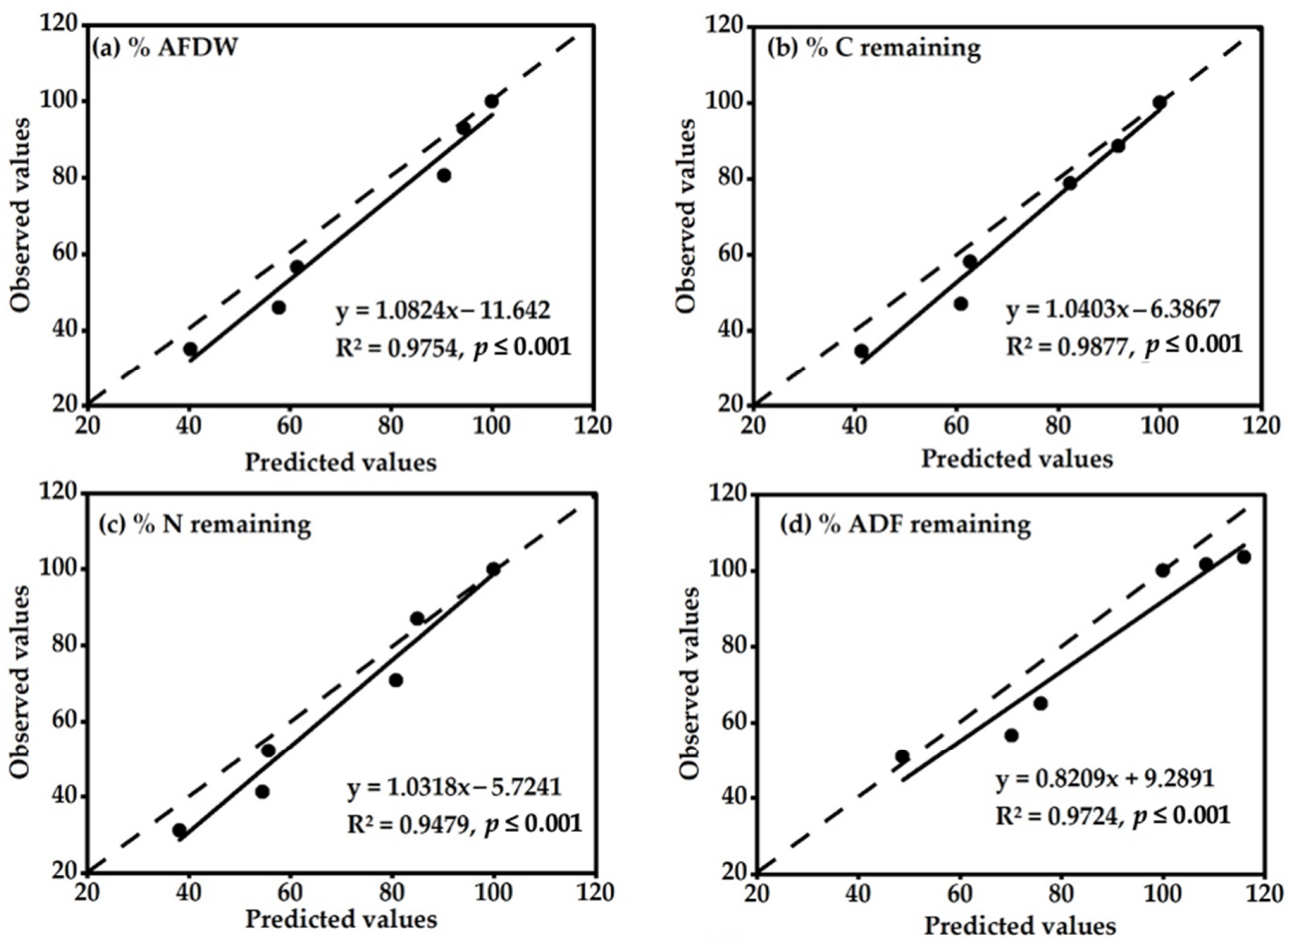 (a) % AFDW
120
100
80
60
40
20
20 40 60 80 100 120
Observed values
Predicted values
y = 1.0824x – 11.642
R² = 0.9754, p ≤ 0.001
(b) % C remaining
120
100
80
60
40
20
20 40 60 80 100 120
Observed values
Predicted values
y = 1.0403x – 6.3867
R² = 0.9877, p ≤ 0.001
(c) % N remaining
120
100
80
60
40
20
20 40 60 80 100 120
Observed values
Predicted values
y = 1.0318x – 5.7241
R² = 0.9479, p ≤ 0.001
(d) % ADF remaining
120
100
80
60
40
20
20 40 60 80 100 120
Observed values
Predicted values
y = 0.8209x + 9.2891
R² = 0.9724, p ≤ 0.001